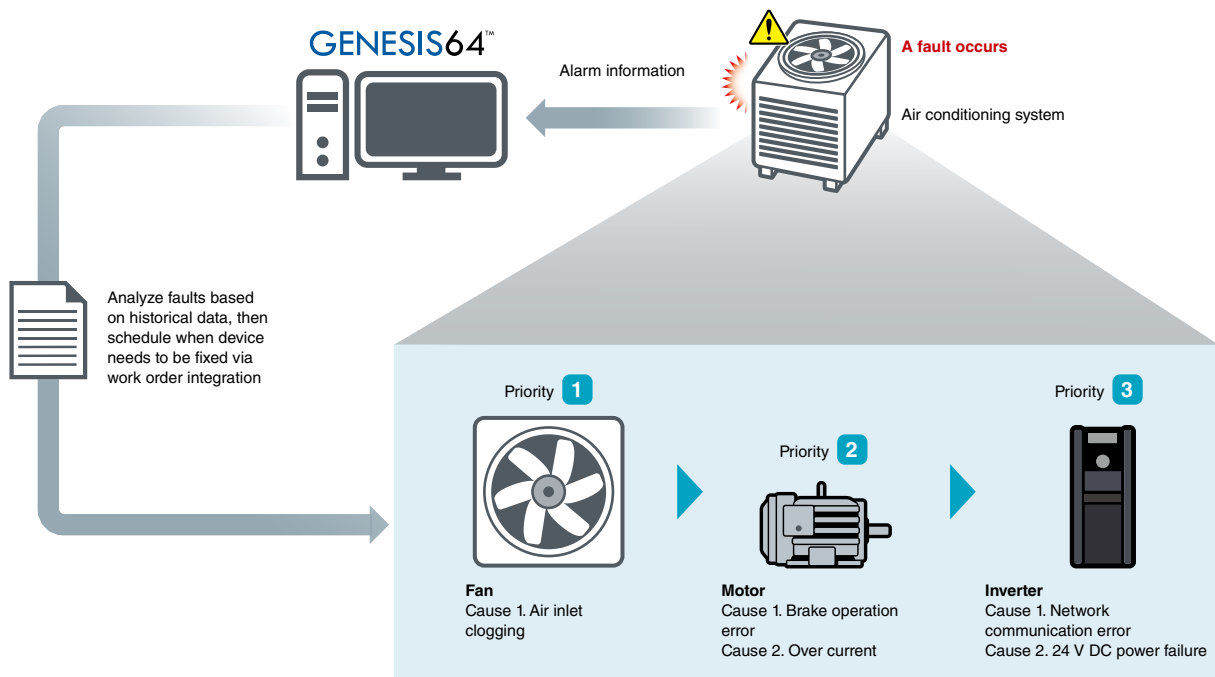 GENESIS64™
Alarm information
A fault occurs
Air conditioning system
Analyze faults based
on historical data, then
schedule when device
needs to be fixed via
work order integration
Priority 1
Fan
Cause 1. Air inlet
clogging
Priority 2
Motor
Cause 1. Brake operation
error
Cause 2. Over current
Priority 3
Inverter
Cause 1. Network
communication error
Cause 2. 24 V DC power failure